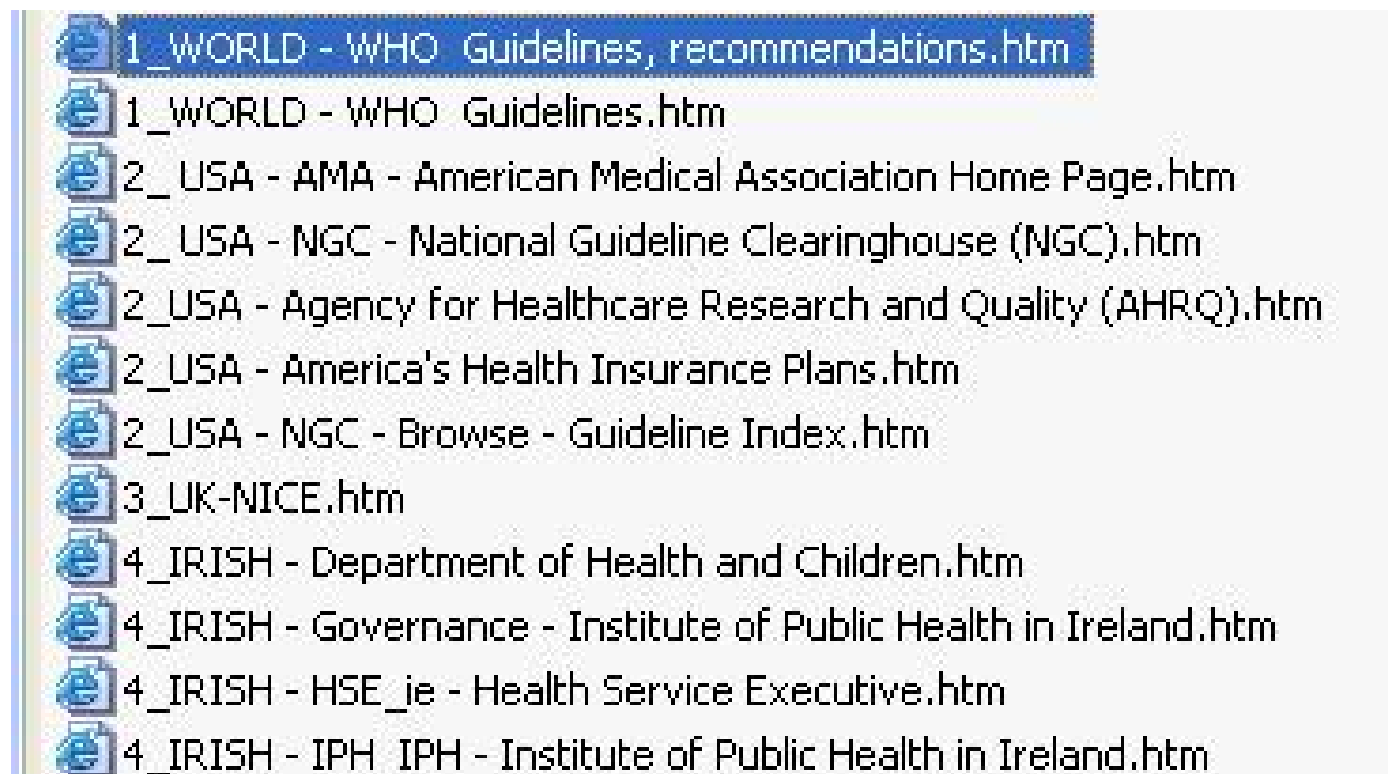 1_WORLD - WHO  Guidelines, recommendations.htm
1_WORLD - WHO  Guidelines.htm
2_ USA - AMA - American Medical Association Home Page.htm
2_ USA - NGC - National Guideline Clearinghouse (NGC).htm
2_USA - Agency for Healthcare Research and Quality (AHRQ).htm
2_USA - America's Health Insurance Plans.htm
2_USA - NGC - Browse - Guideline Index.htm
3_UK-NICE.htm
4_IRISH - Department of Health and Children.htm
4_IRISH - Governance - Institute of Public Health in Ireland.htm
4_IRISH - HSE_ie - Health Service Executive.htm
4_IRISH - IPH  IPH - Institute of Public Health in Ireland.htm